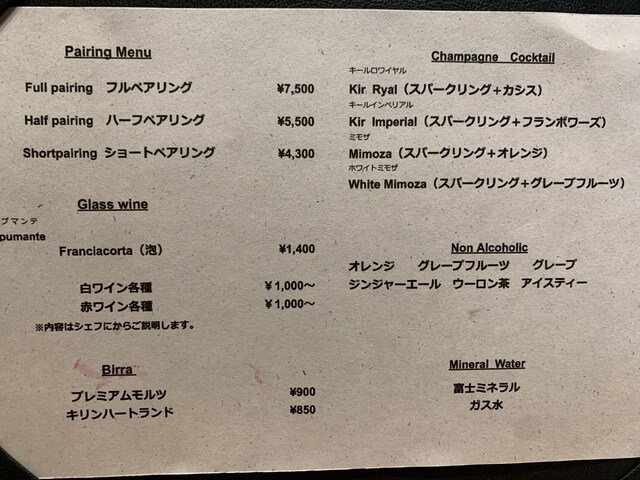 Pairing Menu
Full pairing フルペアリング ¥7,500
Half pairing ハーフペアリング ¥5,500
Shortpairing ショートペアリング ¥4,300
Glass wine
プマンテ
pumante
Franciacorta（泡） ¥1,400
白ワイン各種 ¥1,000～
赤ワイン各種 ¥1,000～
※内容はシェフにからご説明します。
Birra
プレミアムモルツ ¥900
キリンハートランド ¥850
Champagne Cocktail
キールロワイヤル
Kir Ryal（スパークリング＋カシス）
キールインペリアル
Kir Imperial（スパークリング＋フランボワーズ）
ミモザ
Mimoza（スパークリング＋オレンジ）
ホワイトミモザ
White Mimoza（スパークリング＋グレープフルーツ）
Non Alcoholic
オレンジ グレープフルーツ グレープ
ジンジャーエール ウーロン茶 アイスティー
Mineral Water
富士ミネラル
ガス水